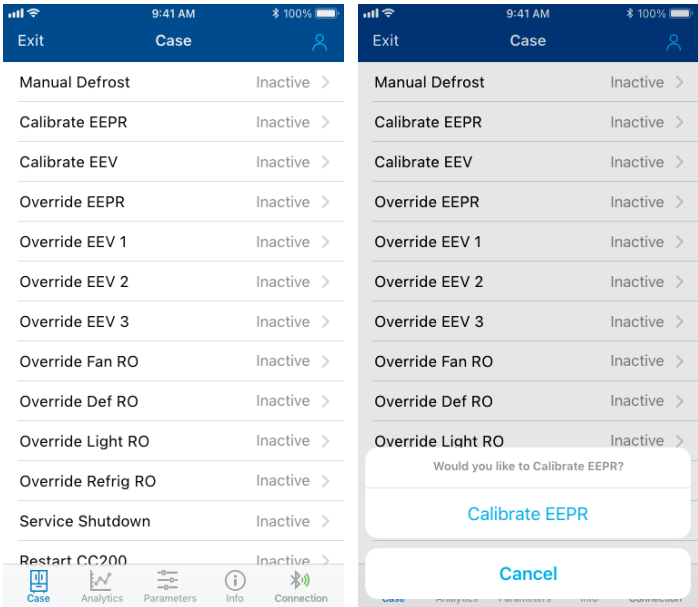 9:41 AM 100%
Exit Case
Manual Defrost Inactive
Calibrate EEPR Inactive
Calibrate EEV Inactive
Override EEPR Inactive
Override EEV 1 Inactive
Override EEV 2 Inactive
Override EEV 3 Inactive
Override Fan RO Inactive
Override Def RO Inactive
Override Light RO Inactive
Override Refrig RO Inactive
Service Shutdown Inactive
Restart CC200 Inactive
Case Analytics Parameters Info Connection
9:41 AM 100%
Exit Case
Manual Defrost Inactive
Calibrate EEPR Inactive
Calibrate EEV Inactive
Override EEPR Inactive
Override EEV 1 Inactive
Override EEV 2 Inactive
Override EEV 3 Inactive
Override Fan RO Inactive
Override Def RO Inactive
Override Light RO Inactive
Would you like to Calibrate EEPR?
Calibrate EEPR
Cancel
Case Analytics Parameters Info Connection